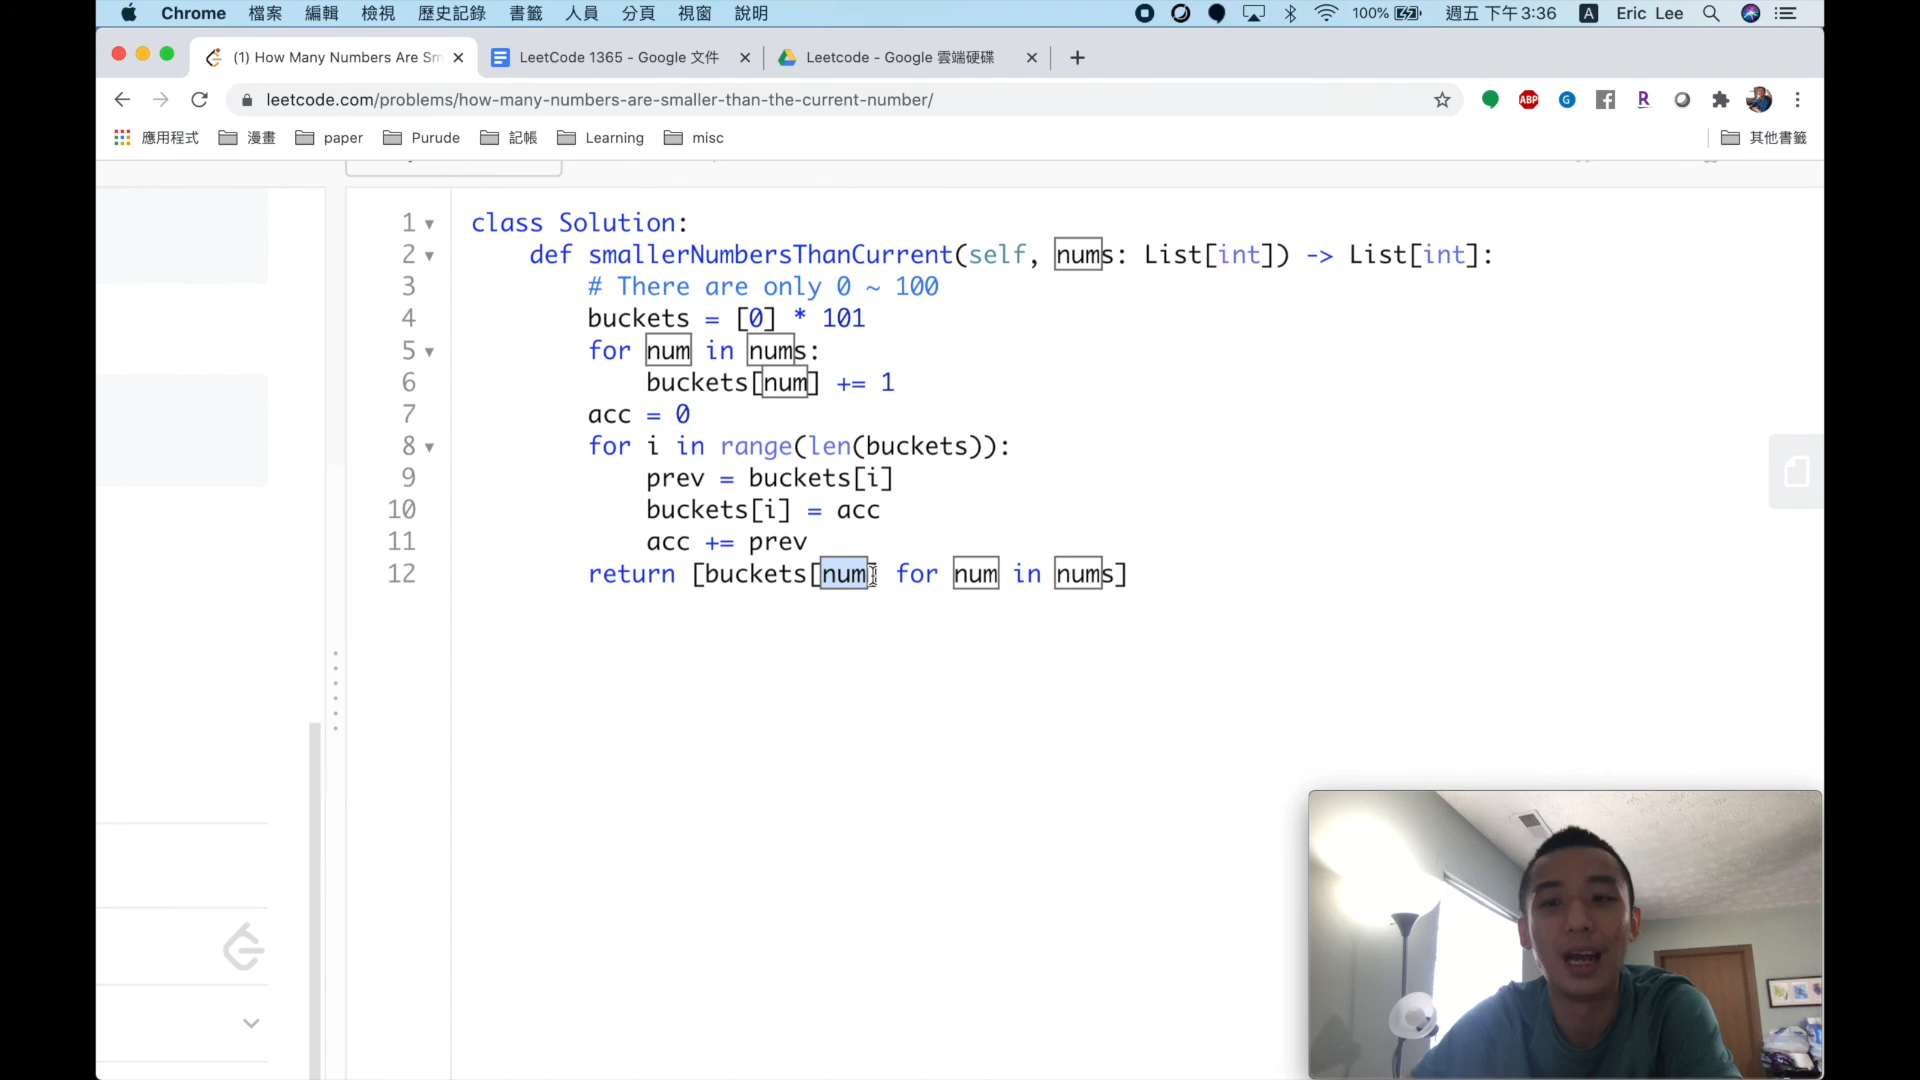 Chrome 檔案 編輯 檢視 歷史記錄 書籤 人員 分頁 視窗 說明 100% 週五 下午3:36 A Eric Lee
(1) How Many Numbers Are Sm
LeetCode 1365 - Google 文件
Leetcode - Google 雲端硬碟
leetcode.com/problems/how-many-numbers-are-smaller-than-the-current-number/
ABP G R
應用程式 漫畫 paper Purude 記帳 Learning misc 其他書籤
1 class Solution:
2 def smallerNumbersThanCurrent(self, nums: List[int]) -> List[int]:
3 # There are only 0 ~ 100
4 buckets = [0] * 101
5 for num in nums:
6 buckets[num] += 1
7 acc = 0
8 for i in range(len(buckets)):
9 prev = buckets[i]
10 buckets[i] = acc
11 acc += prev
12 return [buckets[num] for num in nums]